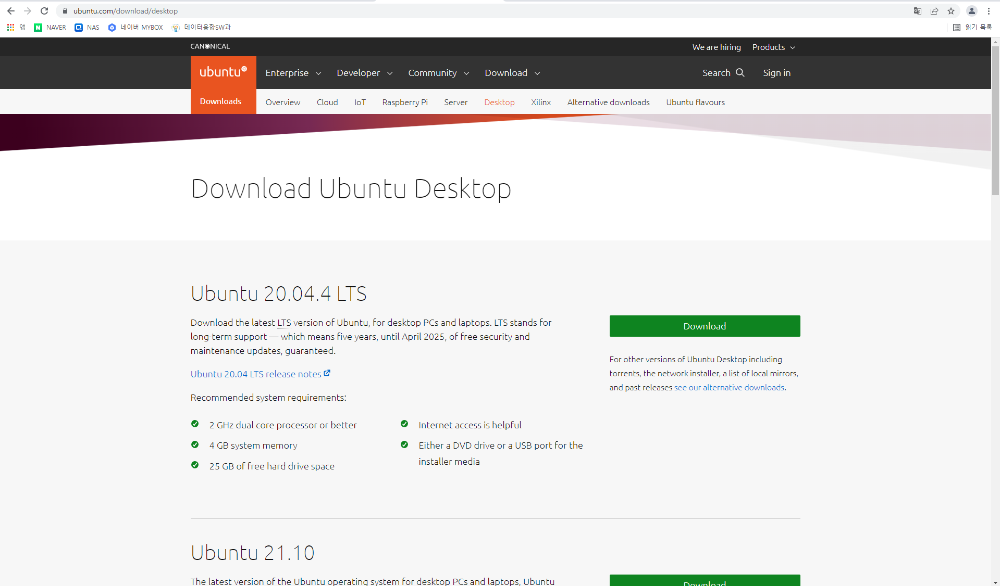 ubuntu.com/download/desktop
앱 NAVER NAS 네이버 MYBOX 데이터융합SW과 읽기 목록
CANONICAL We are hiring Products
ubuntu Enterprise Developer Community Download Search Sign in
Downloads Overview Cloud IoT Raspberry Pi Server Desktop Xilinx Alternative downloads Ubuntu flavours
Download Ubuntu Desktop
Ubuntu 20.04.4 LTS
Download the latest LTS version of Ubuntu, for desktop PCs and laptops. LTS stands for
long-term support — which means five years, until April 2025, of free security and
maintenance updates, guaranteed.
Ubuntu 20.04 LTS release notes
Recommended system requirements:
2 GHz dual core processor or better
4 GB system memory
25 GB of free hard drive space
Internet access is helpful
Either a DVD drive or a USB port for the
installer media
Download
For other versions of Ubuntu Desktop including
torrents, the network installer, a list of local mirrors,
and past releases see our alternative downloads.
Ubuntu 21.10
The latest version of the Ubuntu operating system for desktop PCs and laptops, Ubuntu
Download